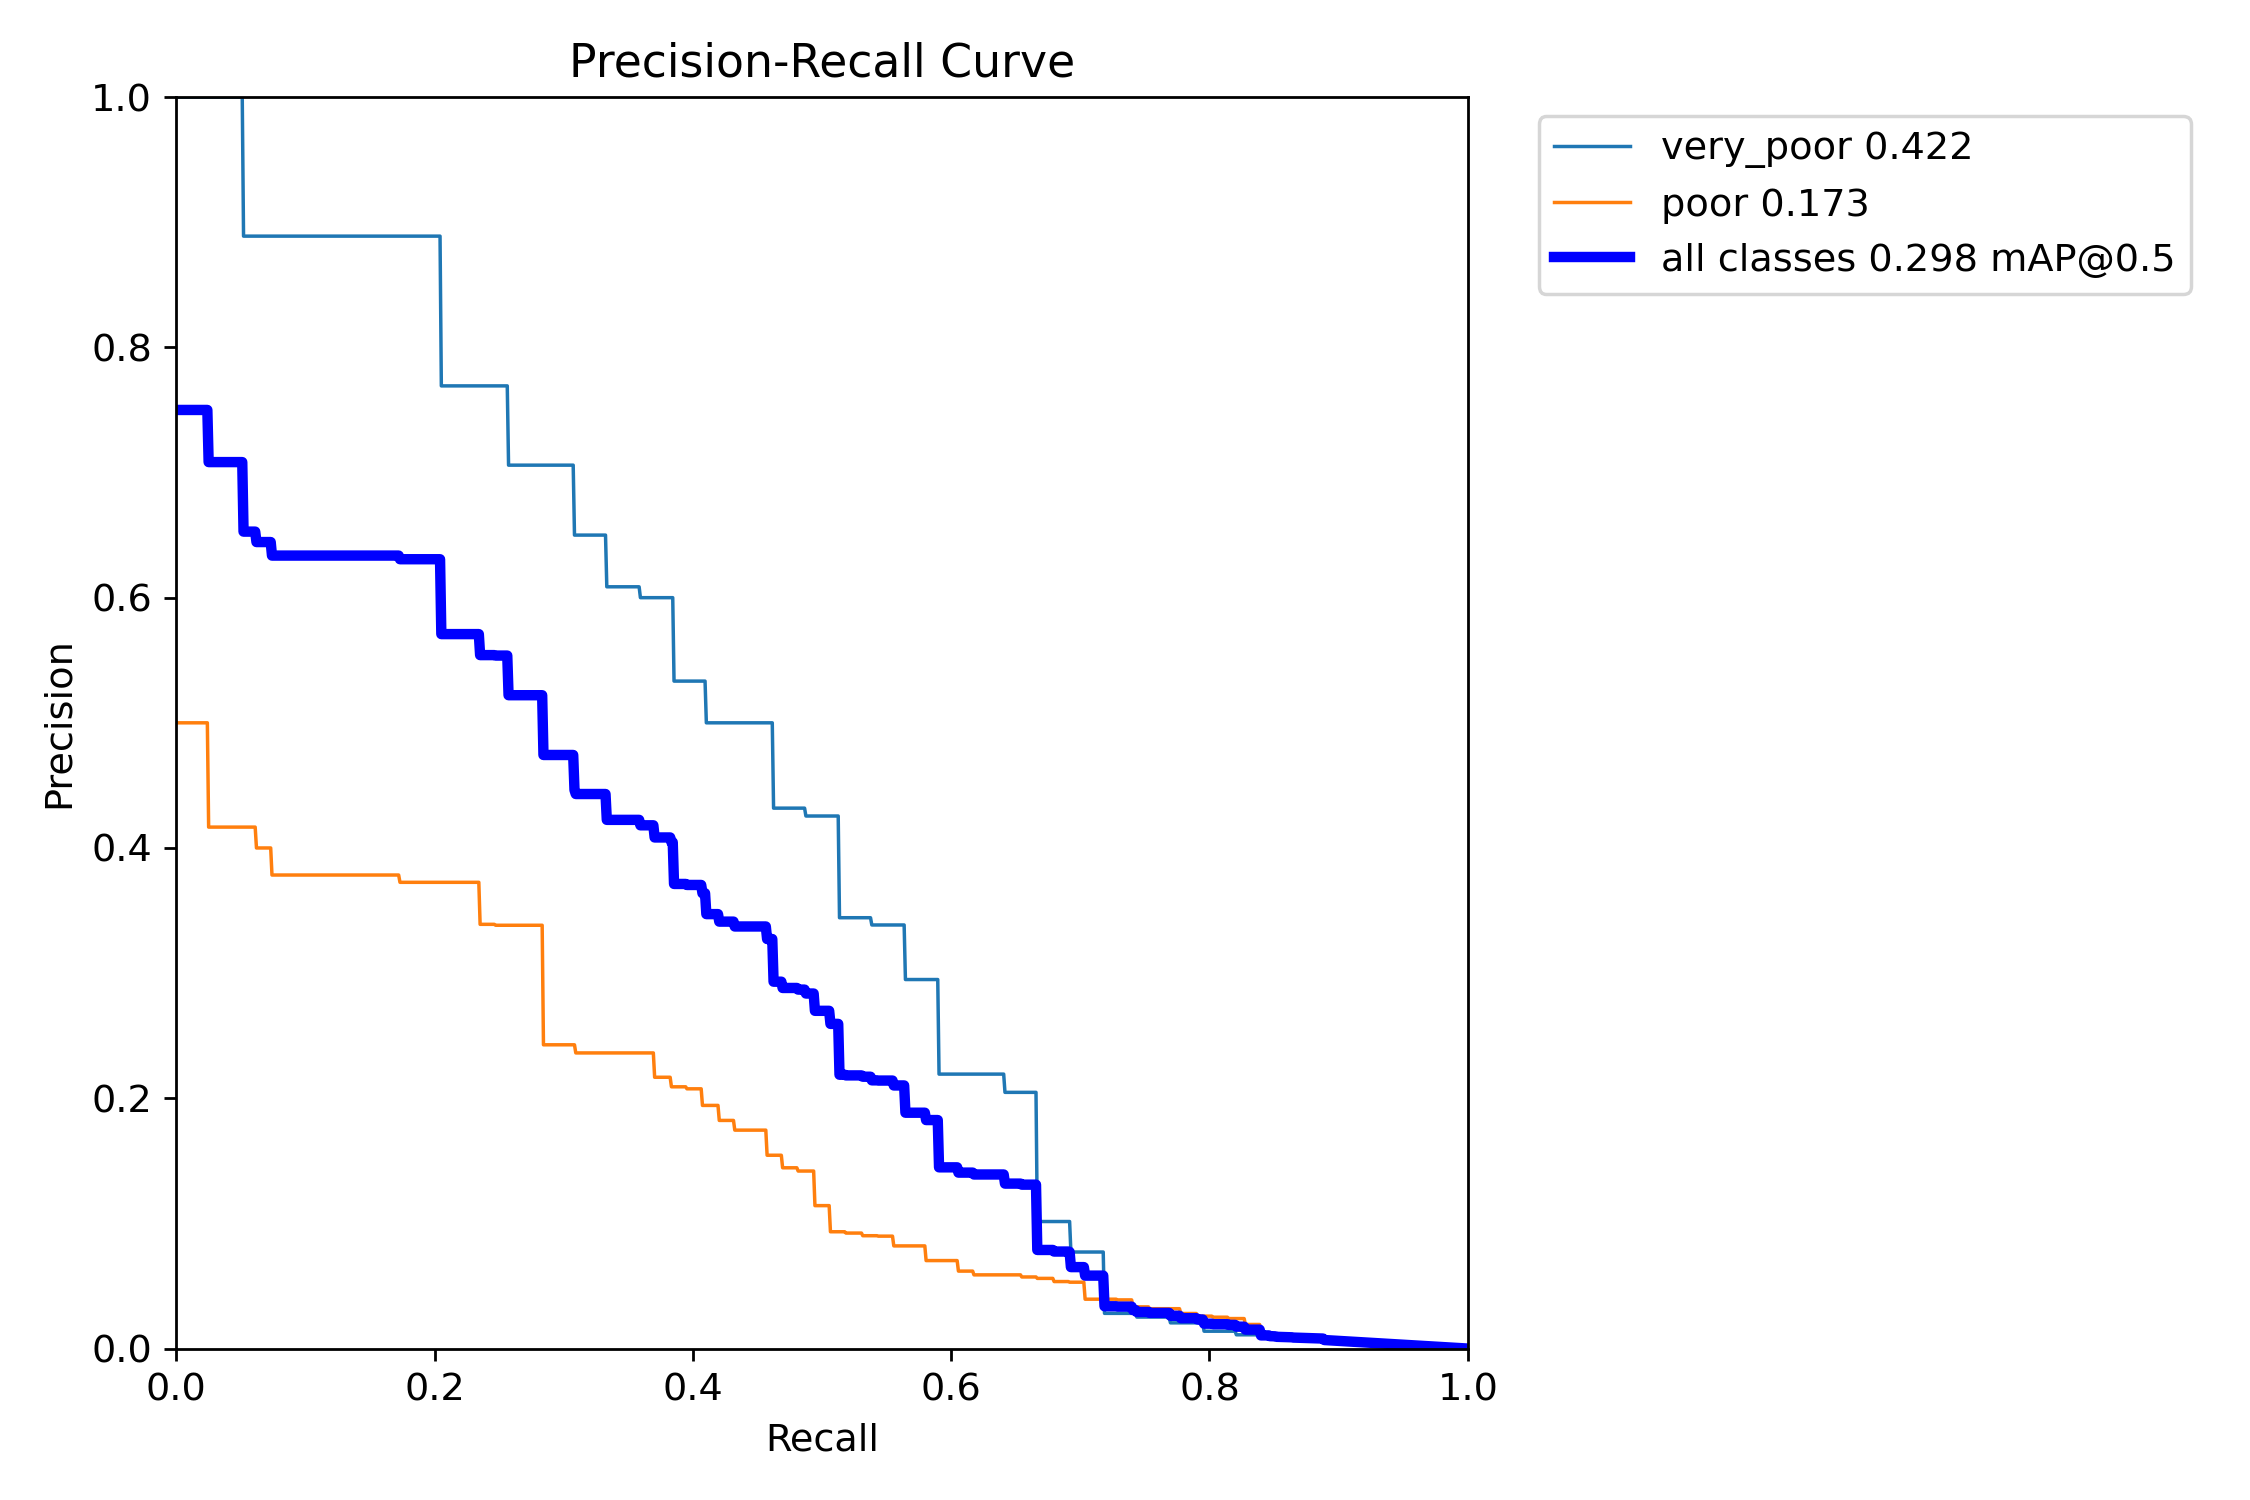 Precision-Recall Curve
1.0
0.8
0.6
0.4
0.2
0.0
Precision
0.0 0.2 0.4 0.6 0.8 1.0
Recall
very_poor 0.422
poor 0.173
all classes 0.298 mAP@0.5